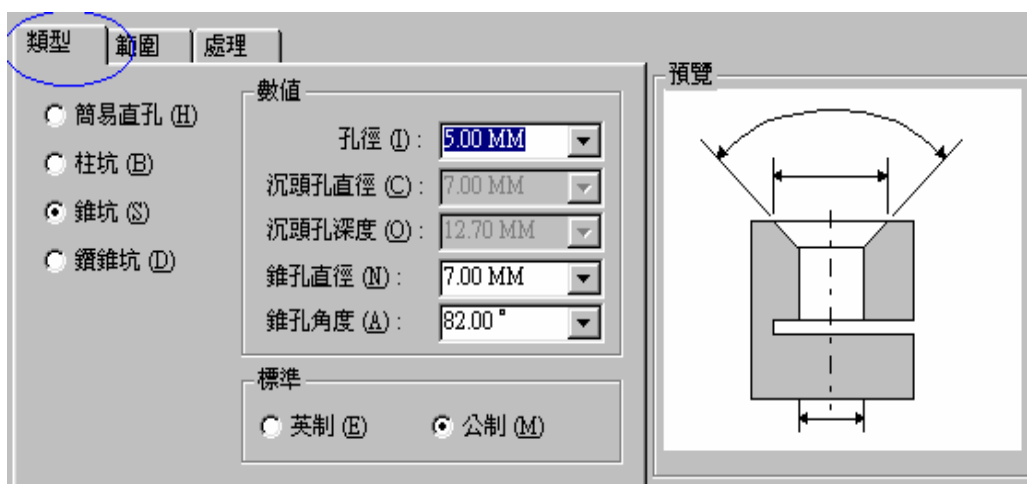 類型 範圍 處理
簡易直孔 (H)
柱坑 (B)
錐坑 (S)
鑽錐坑 (D)
數值
孔徑 (I) : 5.00 MM
沉頭孔直徑 (C) : 7.00 MM
沉頭孔深度 (O) : 12.70 MM
錐孔直徑 (N) : 7.00 MM
錐孔角度 (A) : 82.00 °
標準
英制 (E) 公制 (M)
預覽